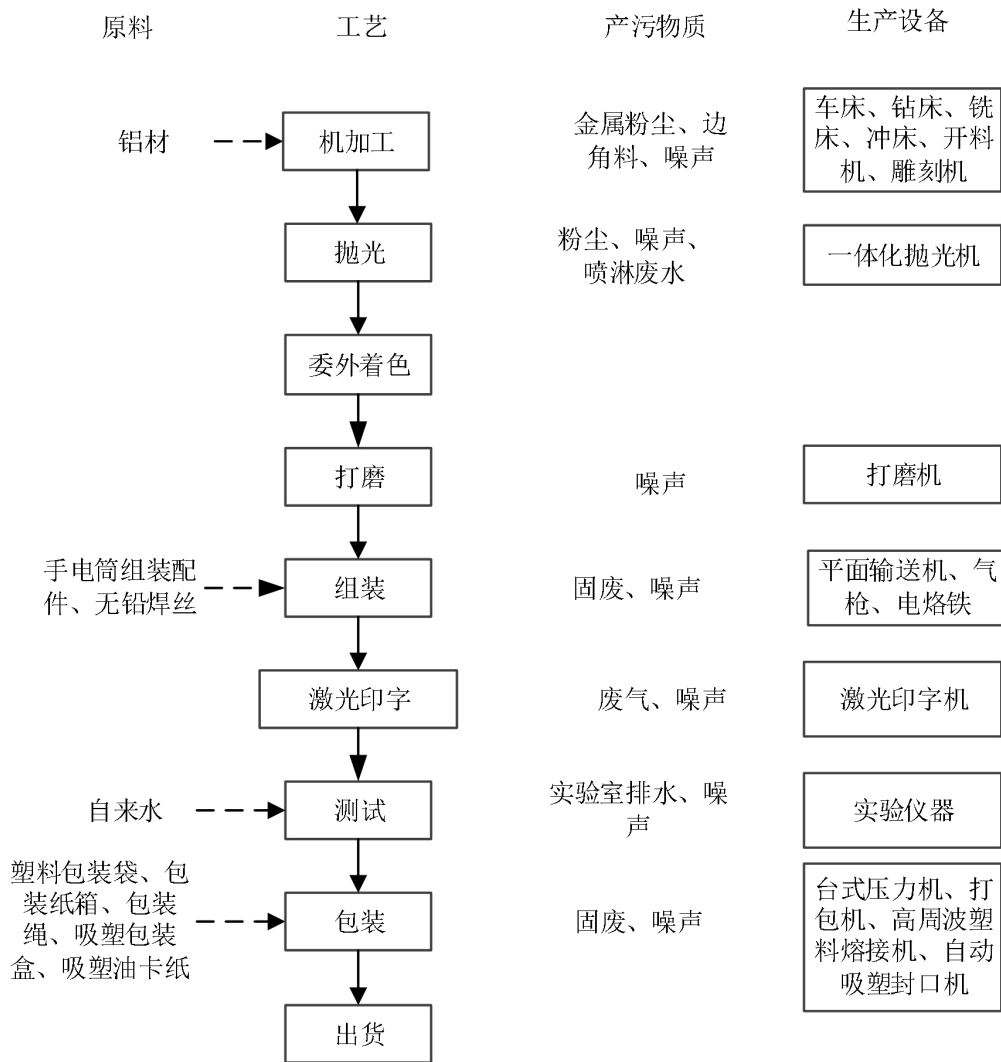 原料
工艺
产污物质
生产设备
铝材
机加工
金属粉尘、边
角料、噪声
车床、钻床、铣
床、冲床、开料
机、雕刻机
抛光
粉尘、噪声、
喷淋废水
一体化抛光机
委外着色
打磨
噪声
打磨机
手电筒组装配
件、无铅焊丝
组装
固废、噪声
平面输送机、气
枪、电烙铁
激光印字
废气、噪声
激光印字机
自来水
测试
实验室排水、噪
声
实验仪器
塑料包装袋、包
装纸箱、包装
绳、吸塑包装
盒、吸塑油卡纸
包装
固废、噪声
台式压力机、打
包机、高周波塑
料熔接机、自动
吸塑封口机
出货